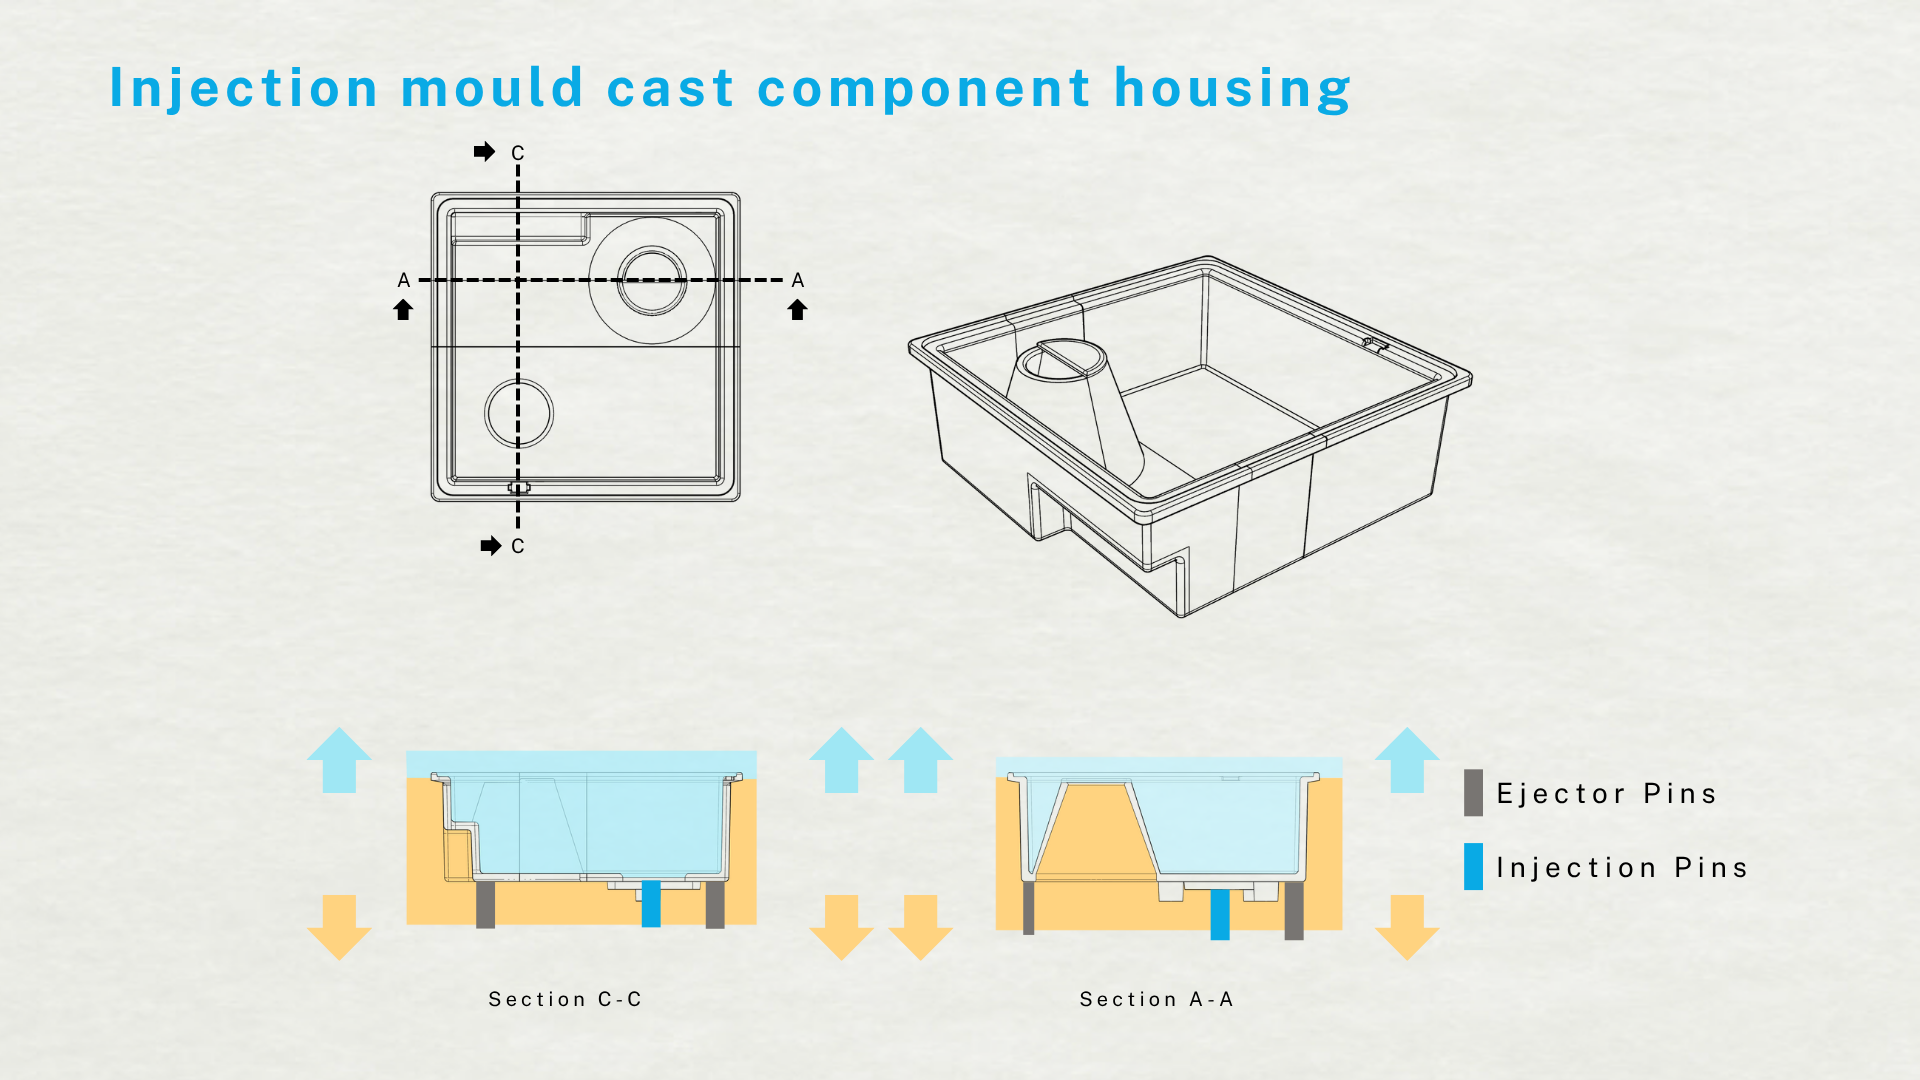 Injection mould cast component housing
C
A A
C
Ejector Pins
Injection Pins
Section C-C
Section A-A